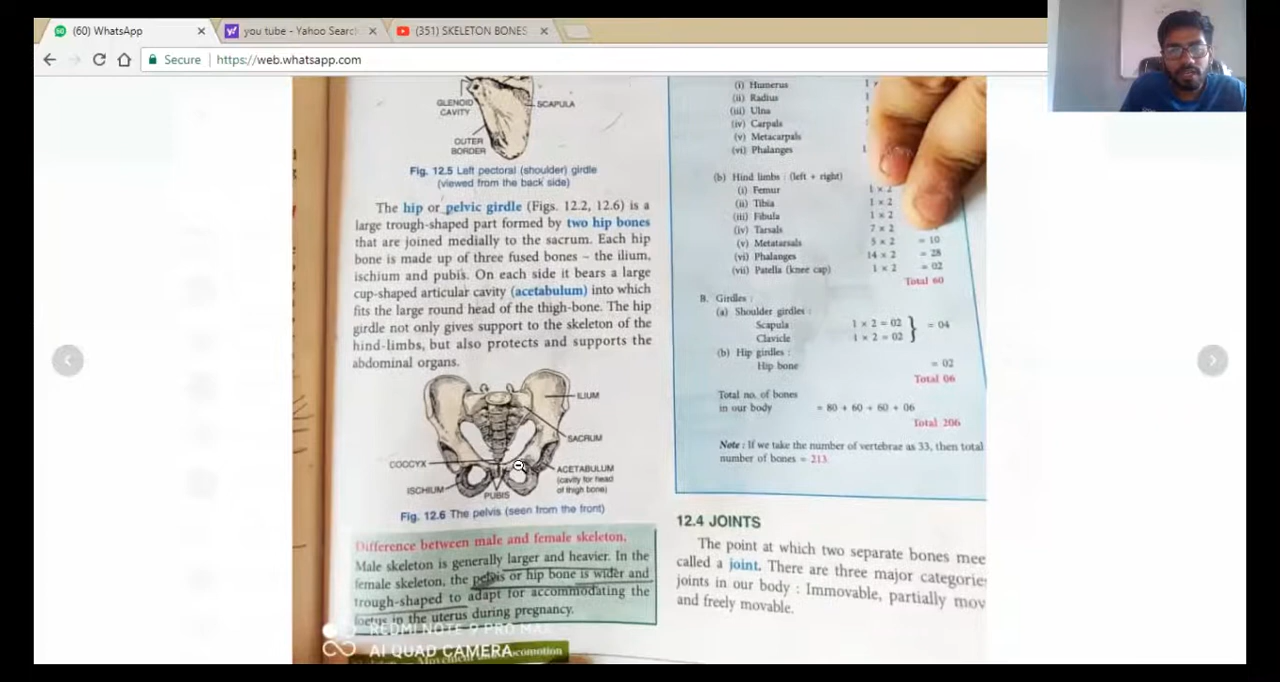 (60) WhatsApp
you tube - Yahoo Searc
(351) SKELETON BONES
Secure
https://web.whatsapp.com
GLENOID CAVITY
SCAPULA
OUTER BORDER
Fig. 12.5 Left pectoral (shoulder) girdle
(viewed from the back side)
The hip or pelvic girdle (Figs. 12.2, 12.6) is a
large trough-shaped part formed by two hip bones
that are joined medially to the sacrum. Each hip
bone is made up of three fused bones – the ilium,
ischium and pubis. On each side it bears a large
cup-shaped articular cavity (acetabulum) into which
fits the large round head of the thigh-bone. The hip
girdle not only gives support to the skeleton of the
hind-limbs, but also protects and supports the
abdominal organs.
ILIUM
SACRUM
COCCYX
ACETABULUM
(cavity for head
of thigh bone)
ISCHIUM
PUBIS
Fig. 12.6 The pelvis (seen from the front)
Difference between male and female skeleton.
Male skeleton is generally larger and heavier. In the
female skeleton, the pelvis or hip bone is wider and
trough-shaped to adapt for accommodating the
foetus in the uterus during pregnancy.
REDMI NOTE 9 PRO MAX
AI QUAD CAMERA
comotion
(i) Humerus
(ii) Radius
(iii) Ulna
(iv) Carpals
(v) Metacarpals
(vi) Phalanges
(b) Hind limbs : (left + right)
(i) Femur 1 × 2
(ii) Tibia 1 × 2
(iii) Fibula 1 × 2
(iv) Tarsals 7 × 2
(v) Metatarsals 5 × 2 = 10
(vi) Phalanges 14 × 2 = 28
(vii) Patella (knee cap) 1 × 2 = 02
Total 60
B. Girdles :
(a) Shoulder girdles :
Scapula 1 × 2 = 02
Clavicle 1 × 2 = 02
= 04
(b) Hip girdles :
Hip bone = 02
Total 06
Total no. of bones
in our body = 80 + 60 + 60 + 06
Total 206
Note : If we take the number of vertebrae as 33, then total
number of bones = 213
12.4 JOINTS
The point at which two separate bones mee
called a joint. There are three major categorie
joints in our body : Immovable, partially mov
and freely movable.